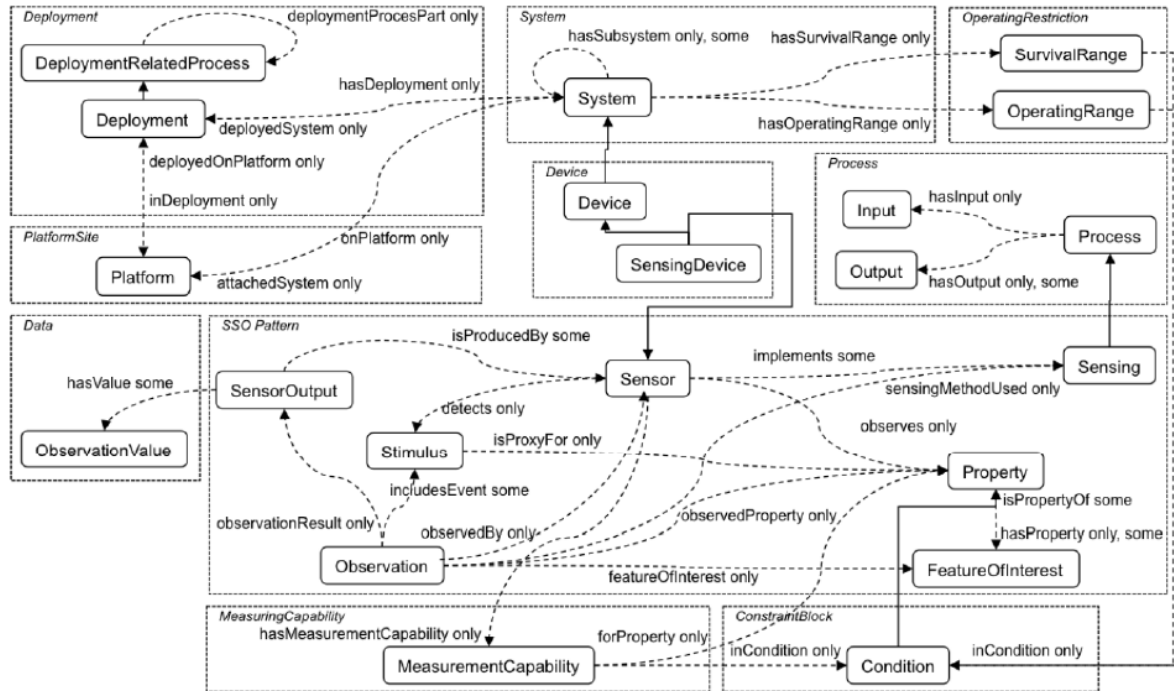 Deployment
deploymentProcesPart only
DeploymentRelatedProcess
hasDeployment only
Deployment
deployedSystem only
deployedOnPlatform only
inDeployment only
System
hasSubsystem only, some
hasSurvivalRange only
System
hasOperatingRange only
OperatingRestriction
SurvivalRange
OperatingRange
PlatformSite
onPlatform only
Platform
attachedSystem only
Device
Device
SensingDevice
Process
hasInput only
Input
Process
Output
hasOutput only, some
Data
hasValue some
ObservationValue
SSO Pattern
isProducedBy some
implements some
SensorOutput
Sensor
Sensing
sensingMethodUsed only
detects only
observes only
isProxyFor only
Stimulus
Property
includesEvent some
isPropertyOf some
observationResult only
observedBy only
observedProperty only
hasProperty only, some
Observation
featureOfInterest only
FeatureOfInterest
MeasuringCapability
hasMeasurementCapability only
forProperty only
MeasurementCapability
ConstraintBlock
inCondition only
Condition
inCondition only